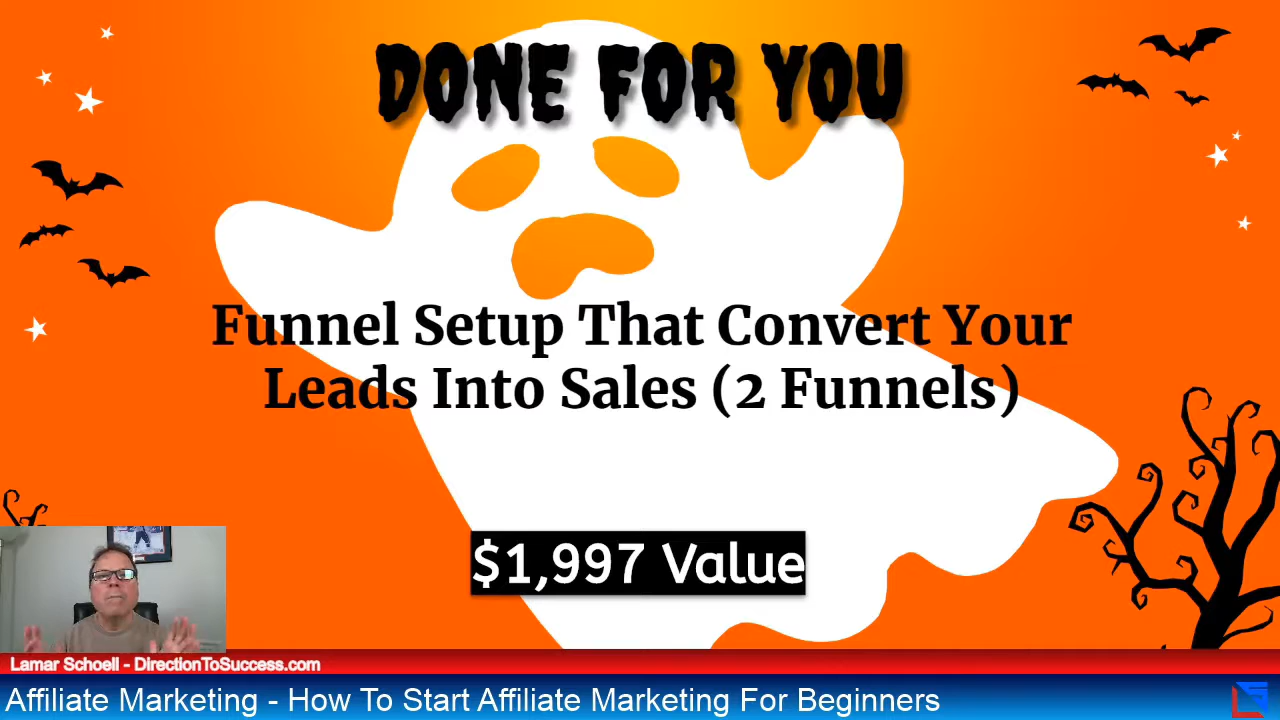 DONE FOR YOU
Funnel Setup That Convert Your
Leads Into Sales (2 Funnels)
$1,997 Value
Lamar Schoell - DirectionToSuccess.com
Affiliate Marketing - How To Start Affiliate Marketing For Beginners